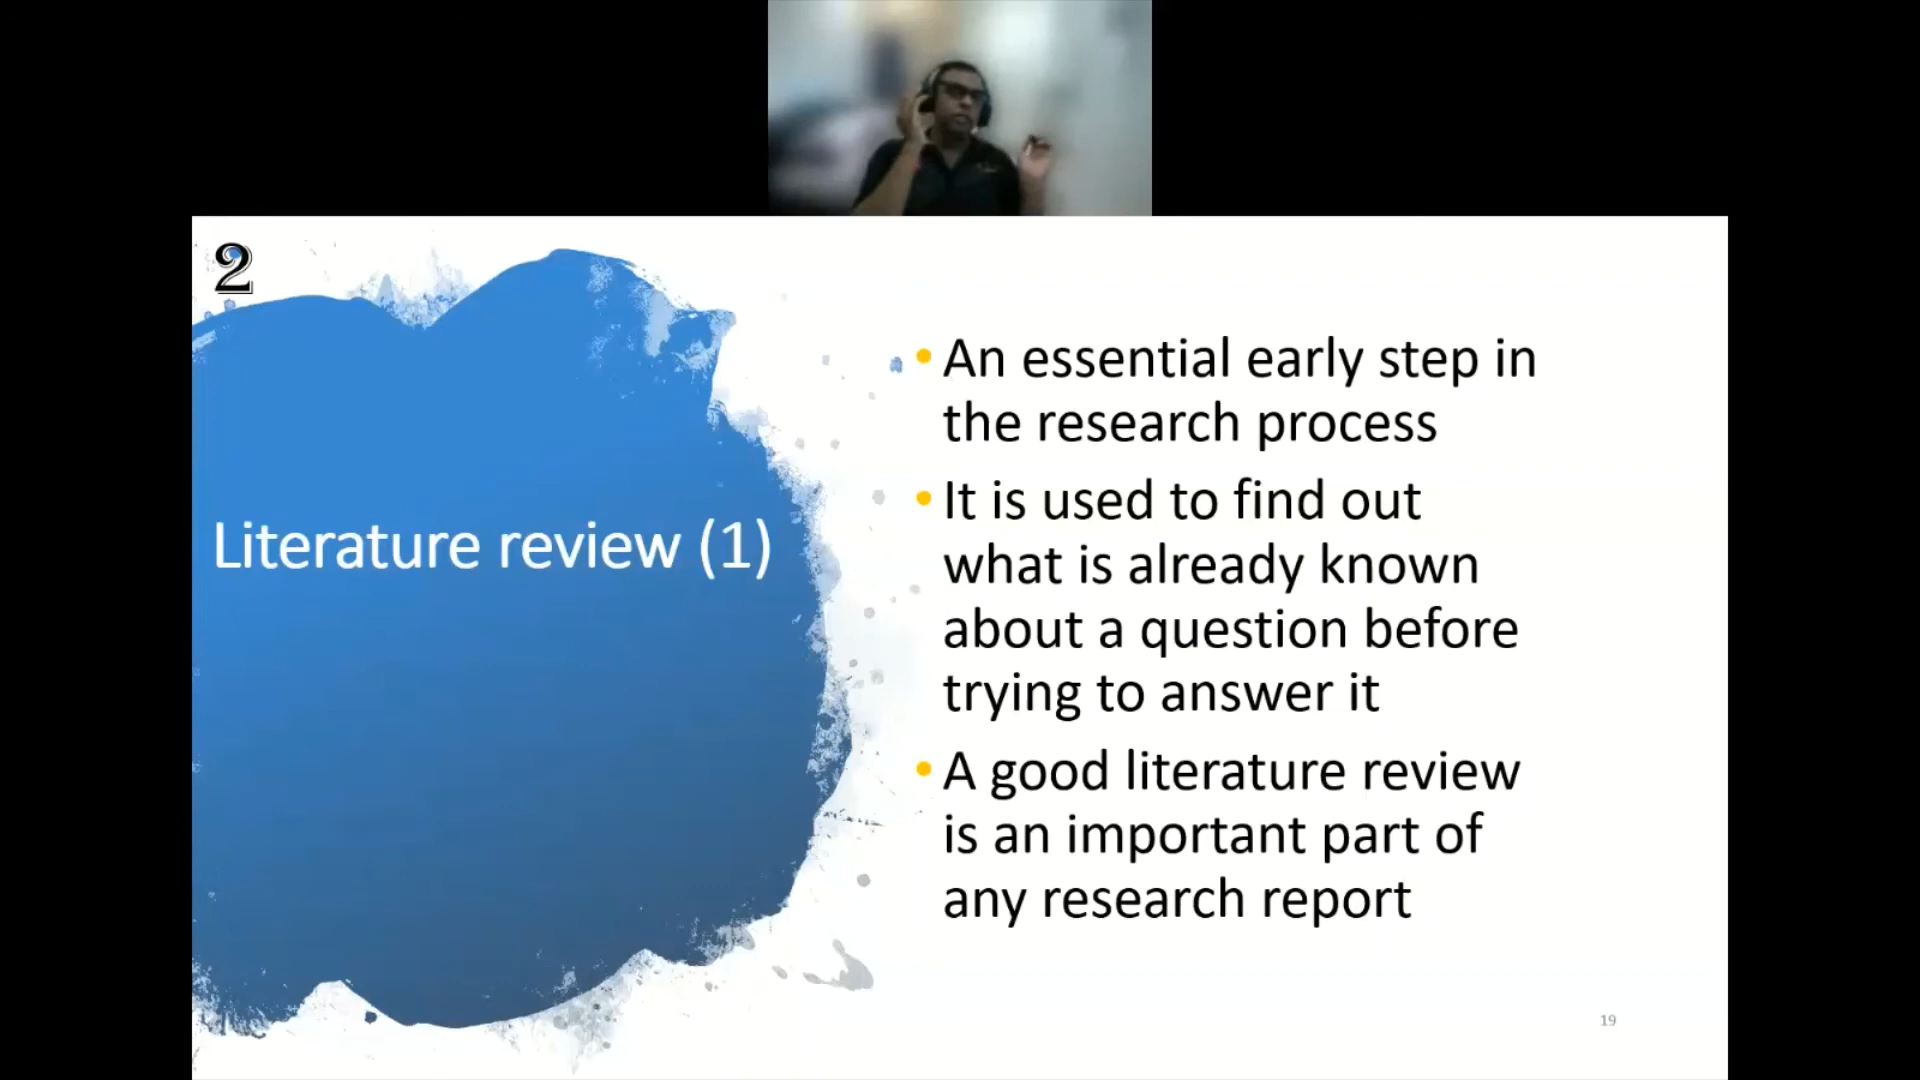 2
Literature review (1)
• An essential early step in
the research process
• It is used to find out
what is already known
about a question before
trying to answer it
• A good literature review
is an important part of
any research report
19